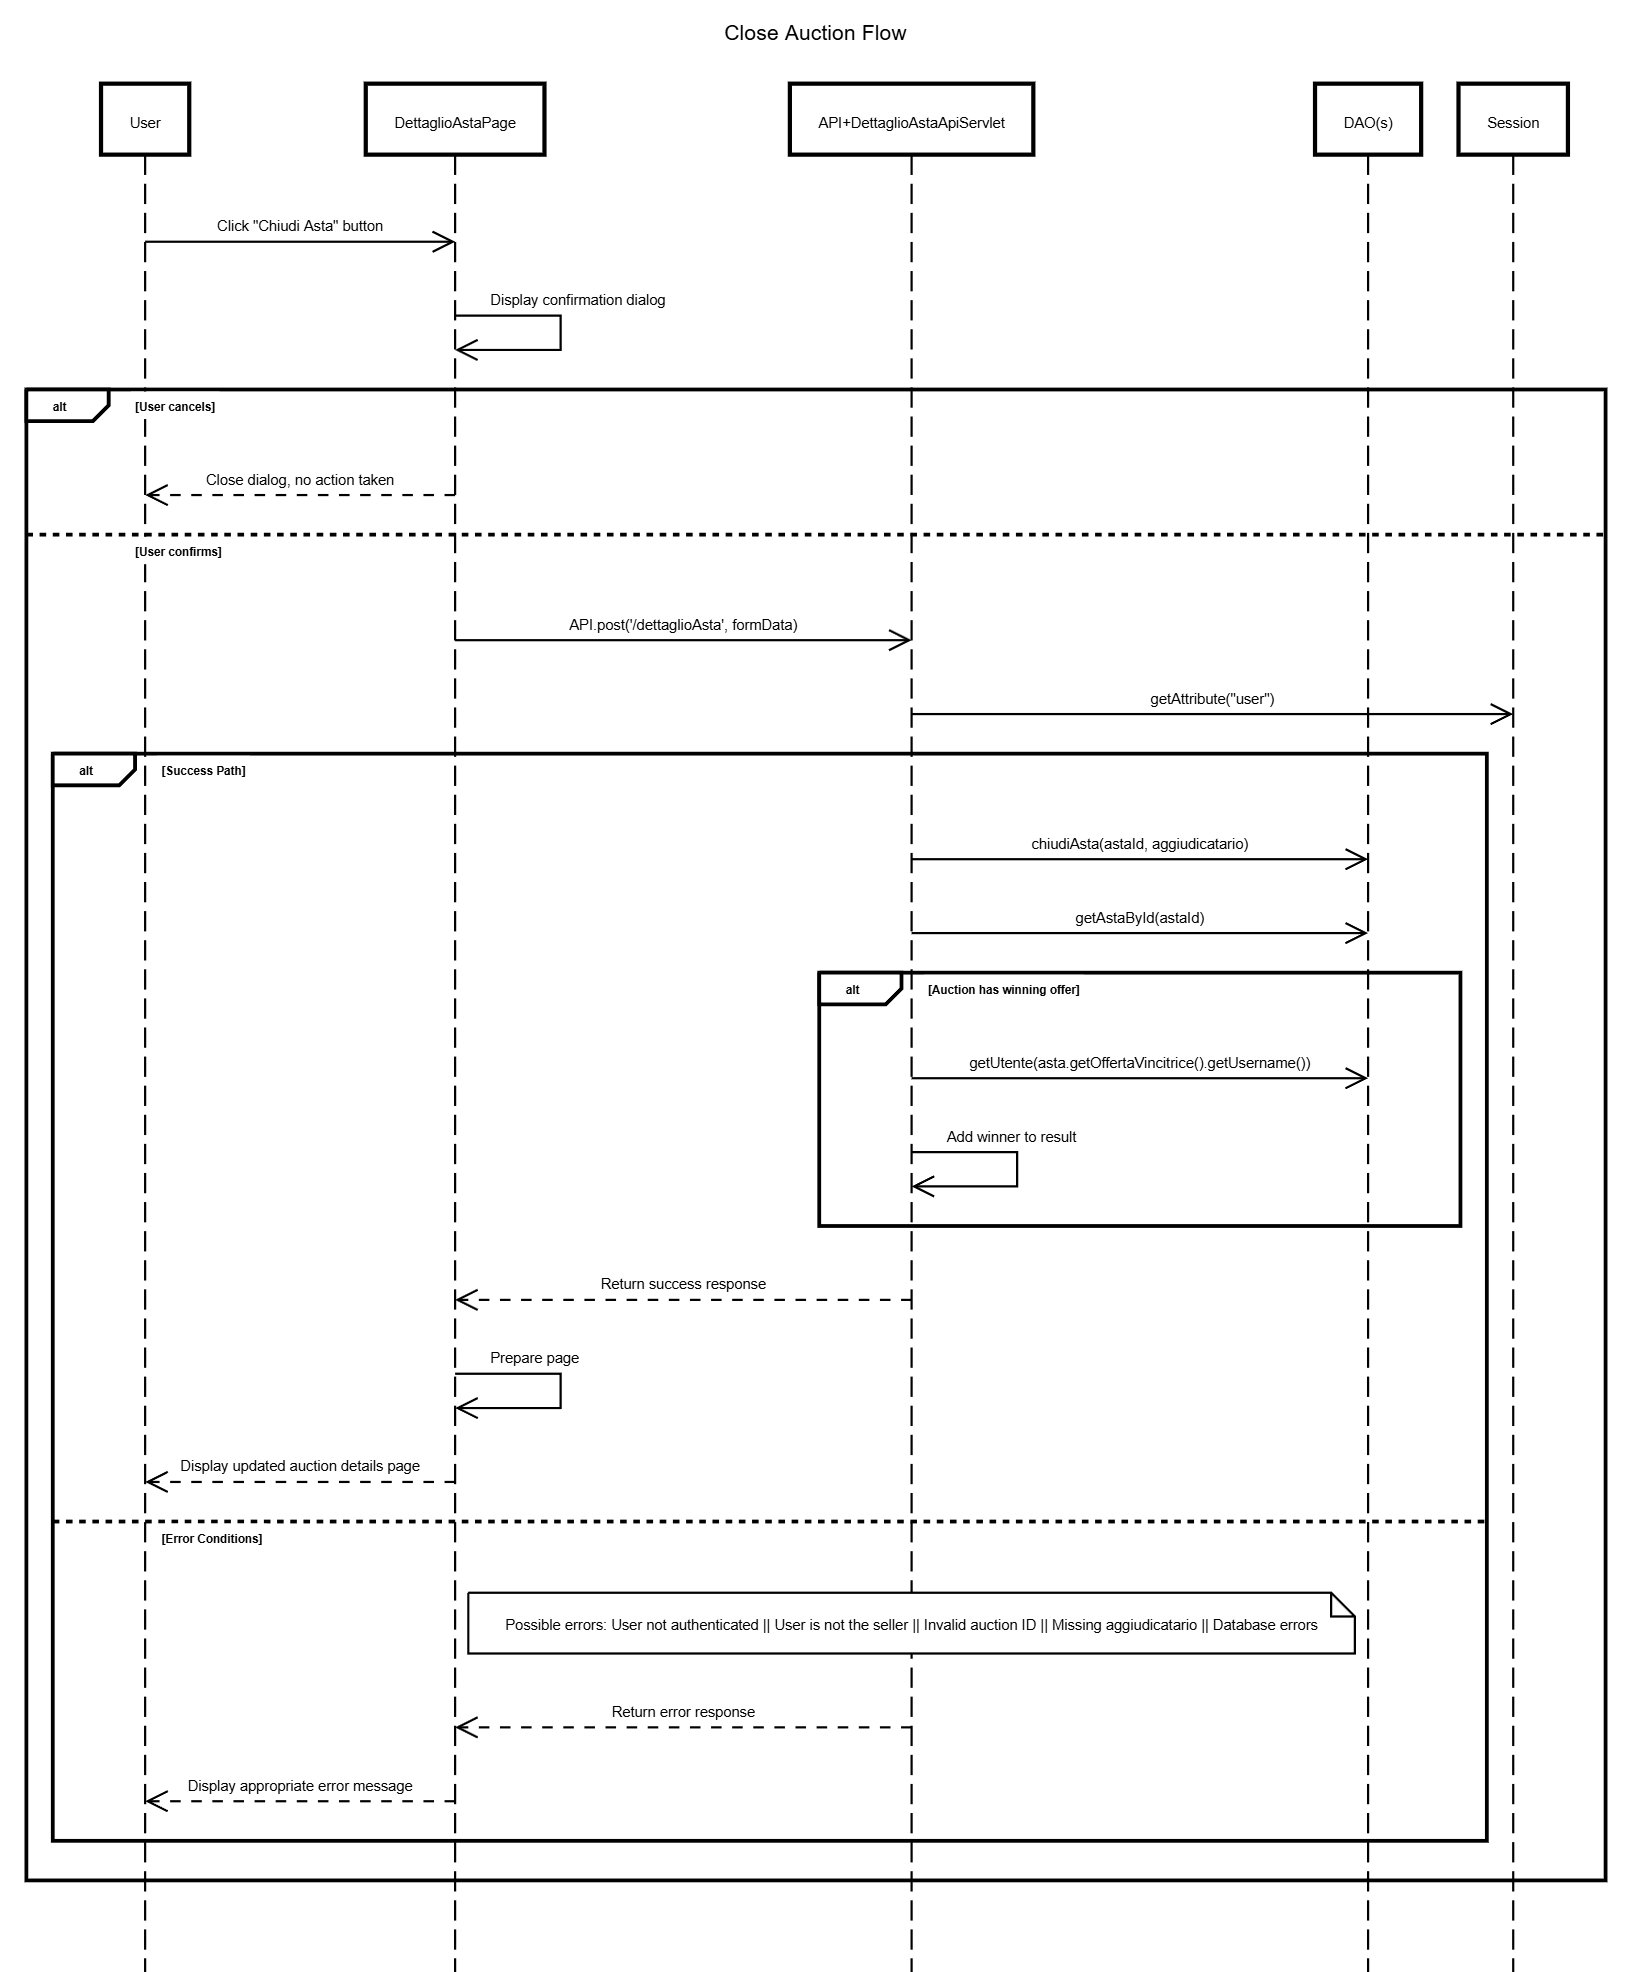 Close Auction Flow
User
DettaglioAstaPage
API+DettaglioAstaApiServlet
DAO(s)
Session
Click "Chiudi Asta" button
Display confirmation dialog
alt
[User cancels]
Close dialog, no action taken
[User confirms]
API.post('/dettaglioAsta', formData)
getAttribute("user")
alt
[Success Path]
chiudiAsta(astaId, aggiudicatario)
getAstaById(astaId)
alt
[Auction has winning offer]
getUtente(asta.getOffertaVincitrice().getUsername())
Add winner to result
Return success response
Prepare page
Display updated auction details page
[Error Conditions]
Possible errors: User not authenticated || User is not the seller || Invalid auction ID || Missing aggiudicatario || Database errors
Return error response
Display appropriate error message